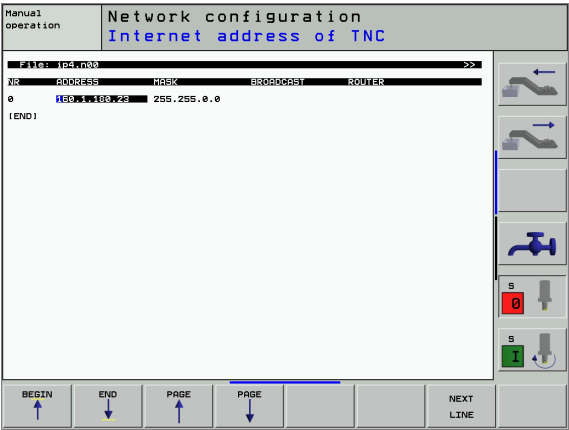 Manual
operation
Network configuration
Internet address of TNC
File: ip4.n00 >>
NR ADDRESS MASK BROADCAST ROUTER
0 160.1.180.23 255.255.0.0
[END]
S
0
S
I
BEGIN
END
PAGE
PAGE
NEXT
LINE